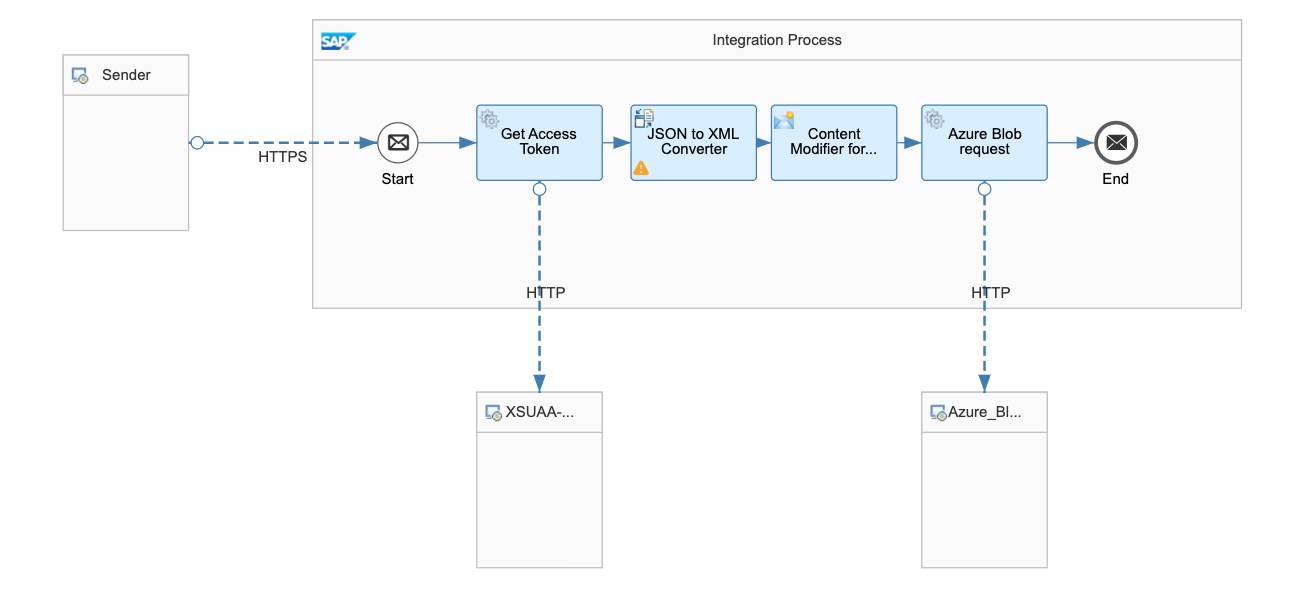 SAP
Integration Process
Sender
HTTPS
Start
Get Access
Token
JSON to XML
Converter
Content
Modifier for...
Azure Blob
request
End
HTTP
HTTP
XSUAA-...
Azure_Bl...